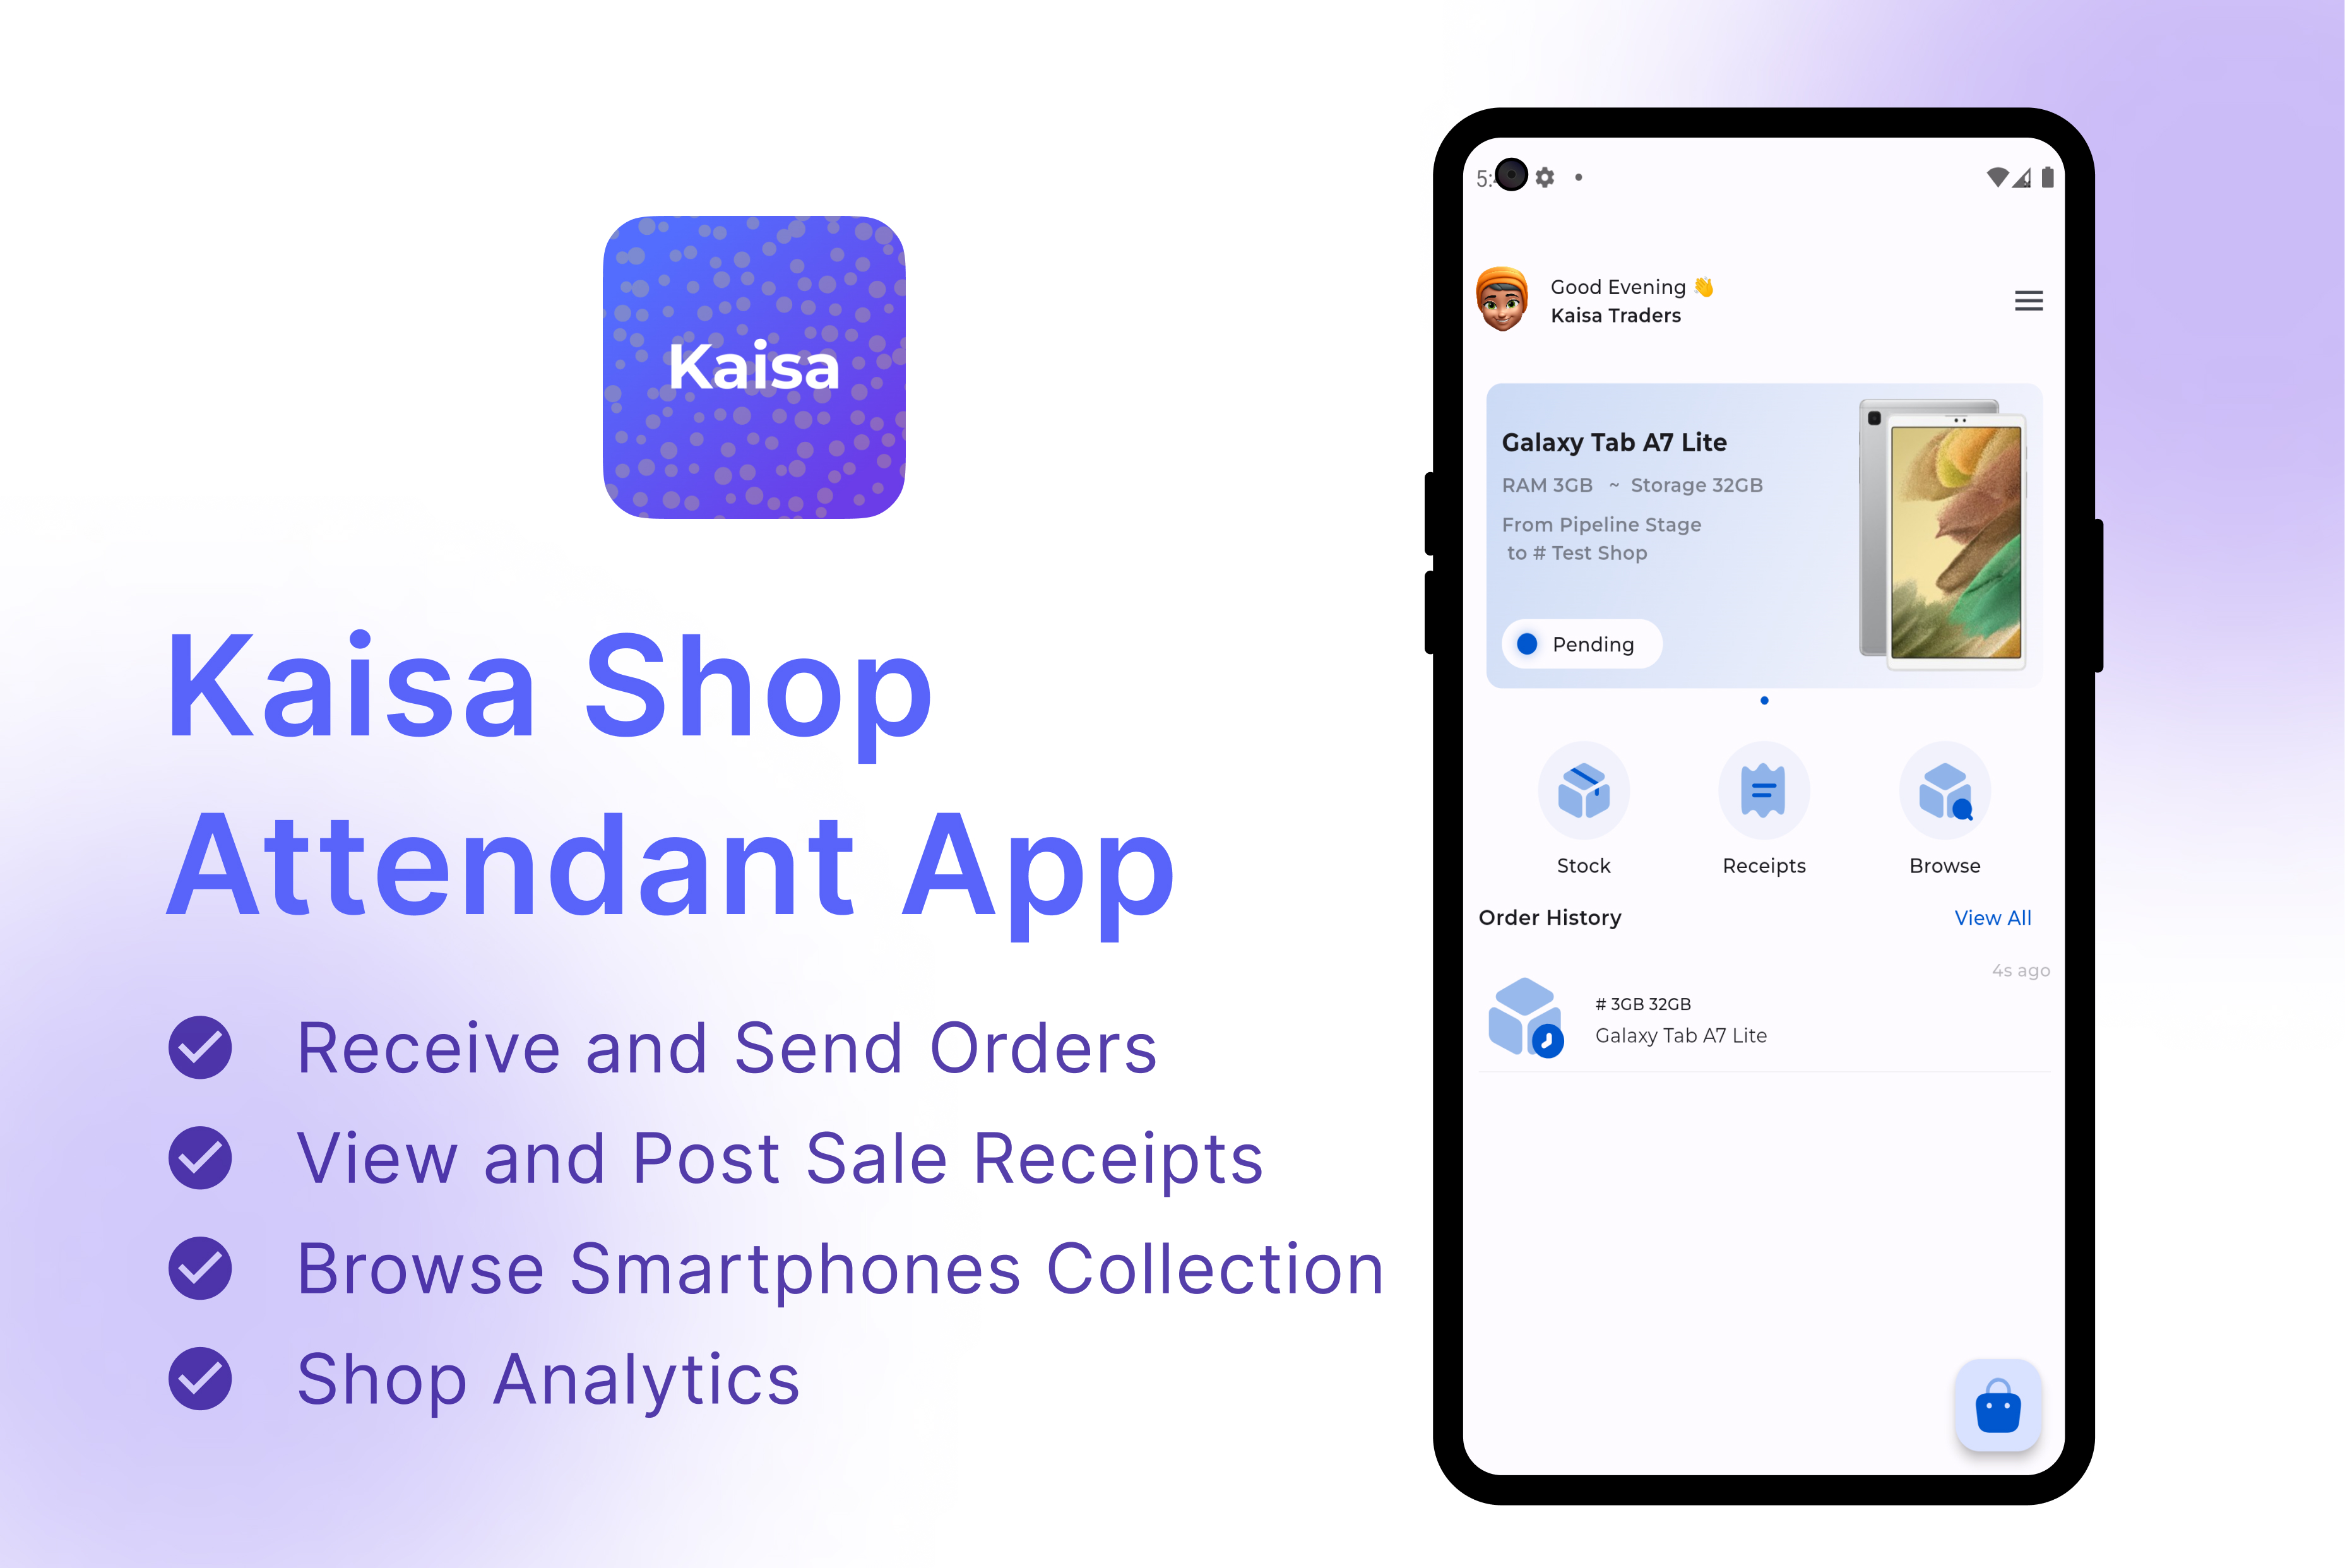 Kaisa
Kaisa Shop
Attendant App
Receive and Send Orders
View and Post Sale Receipts
Browse Smartphones Collection
Shop Analytics
Good Evening 👋
Kaisa Traders
Galaxy Tab A7 Lite
RAM 3GB ~ Storage 32GB
From Pipeline Stage
to # Test Shop
Pending
Stock
Receipts
Browse
Order History
View All
4s ago
# 3GB 32GB
Galaxy Tab A7 Lite